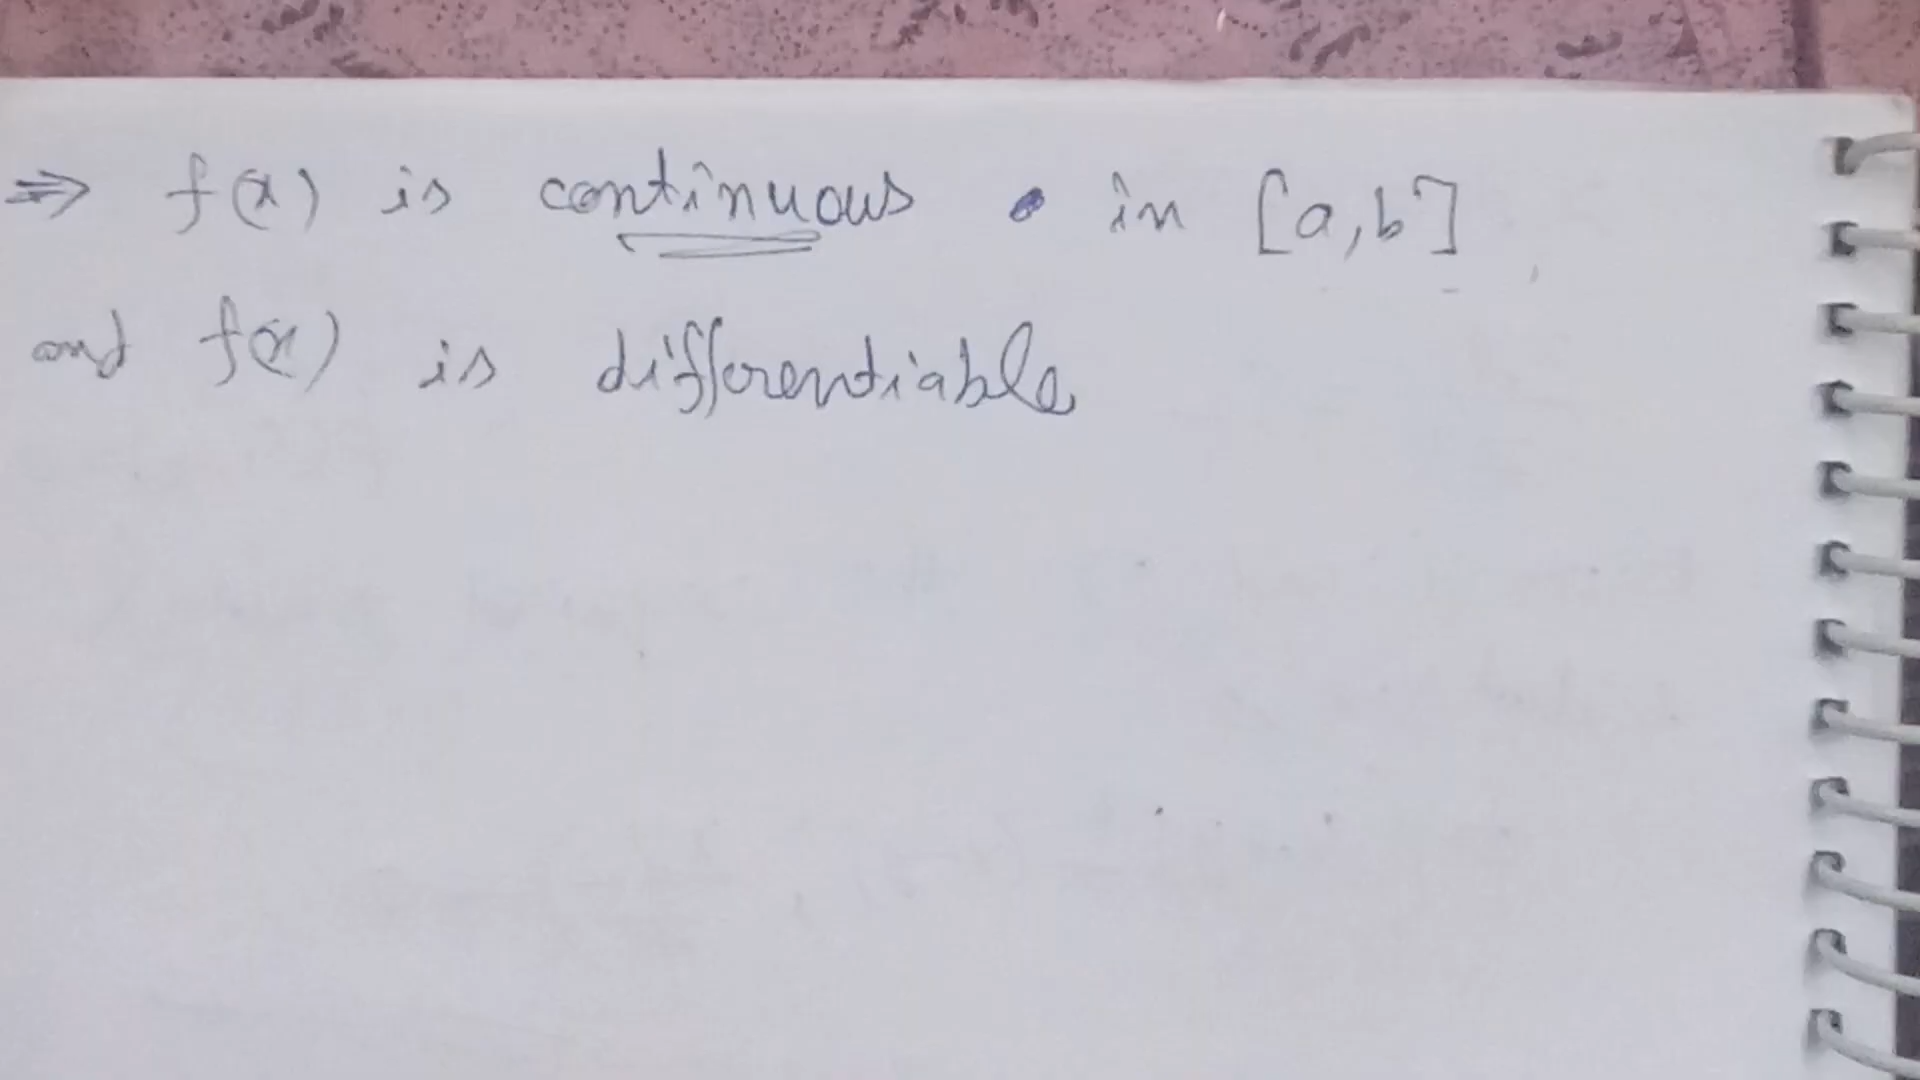 ⇒ f(x) is continuous in [a,b]
and f(x) is differentiable